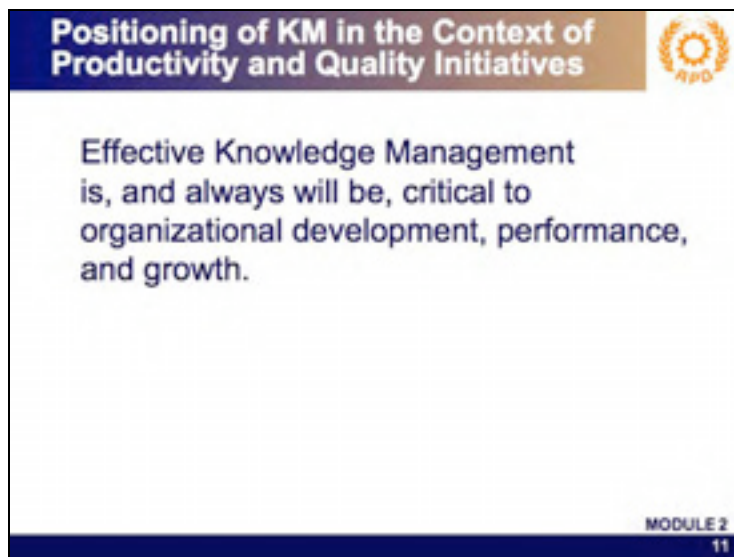 Positioning of KM in the Context of
Productivity and Quality Initiatives
APO
Effective Knowledge Management
is, and always will be, critical to
organizational development, performance,
and growth.
MODULE 2
11